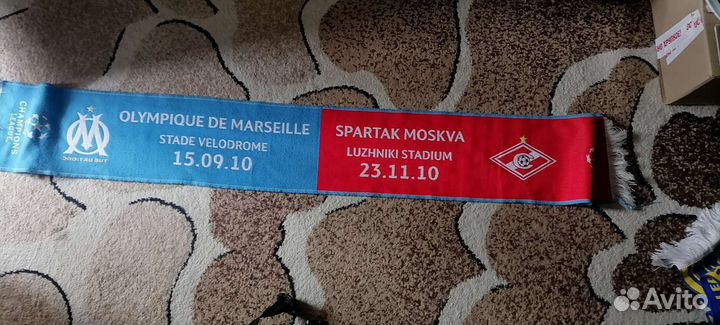 CHAMPIONS
LEAGUE
DROIT AU BUT
OLYMPIQUE DE MARSEILLE
STADE VELODROME
15.09.10
SPARTAK MOSKVA
LUZHNIKI STADIUM
23.11.10
Avito